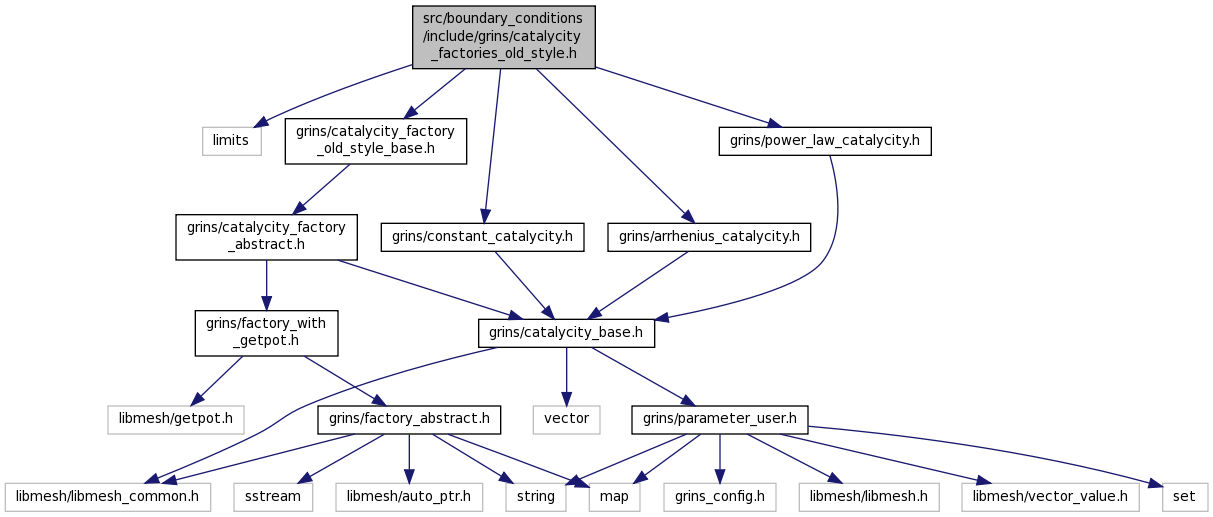 src/boundary_conditions
/include/grins/catalycity
_factories_old_style.h
limits
grins/catalycity_factory
_old_style_base.h
grins/power_law_catalycity.h
grins/catalycity_factory
_abstract.h
grins/constant_catalycity.h
grins/arrhenius_catalycity.h
grins/factory_with
_getpot.h
grins/catalycity_base.h
libmesh/getpot.h
grins/factory_abstract.h
vector
grins/parameter_user.h
libmesh/libmesh_common.h
sstream
libmesh/auto_ptr.h
string
map
grins_config.h
libmesh/libmesh.h
libmesh/vector_value.h
set